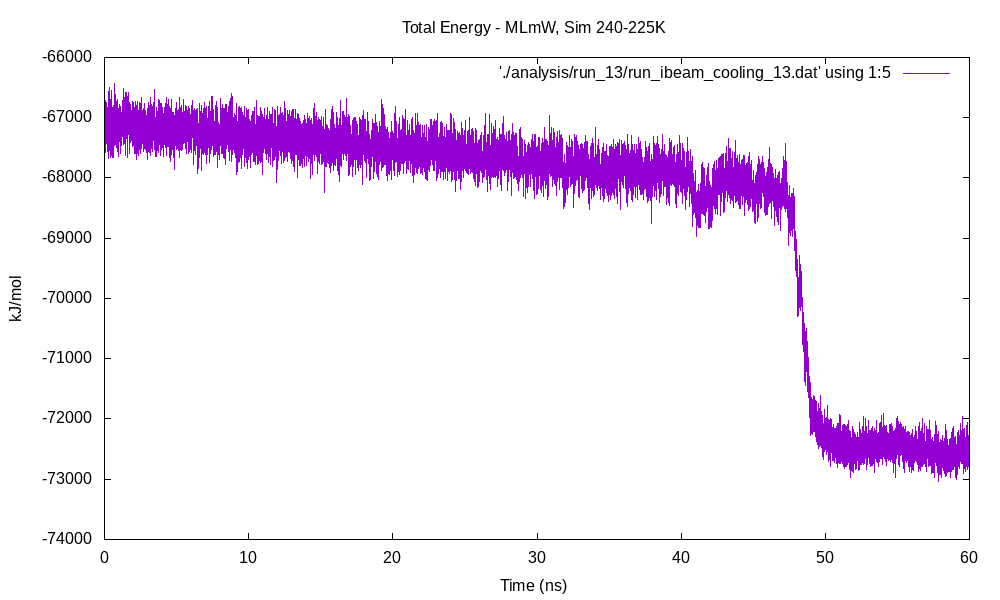 Total Energy - MLmW, Sim 240-225K
'./analysis/run_13/run_ibeam_cooling_13.dat' using 1:5
-66000
-67000
-68000
-69000
-70000
-71000
-72000
-73000
-74000
kJ/mol
0 10 20 30 40 50 60
Time (ns)